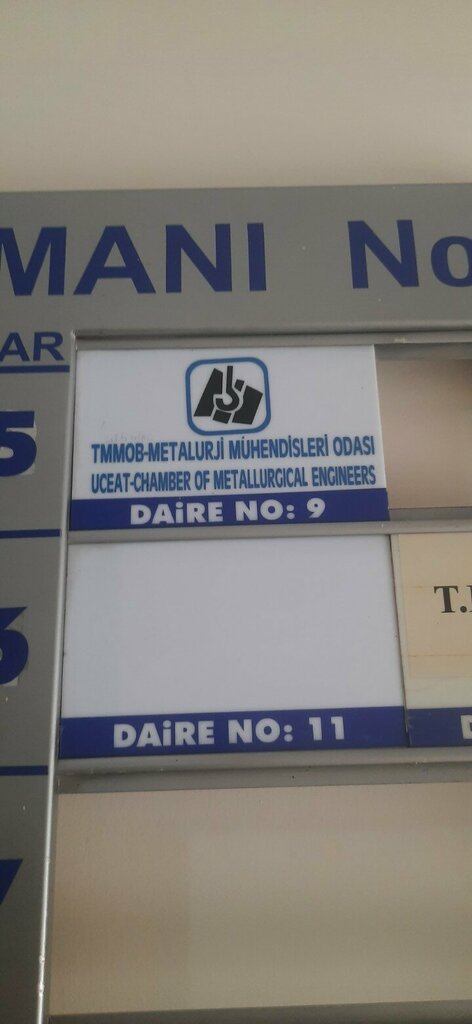 MANI No
AR
5
TMMOB-METALURJİ MÜHENDİSLERİ ODASI
UCEAT-CHAMBER OF METALLURGICAL ENGINEERS
DAİRE NO: 9
T.
DAİRE NO: 11